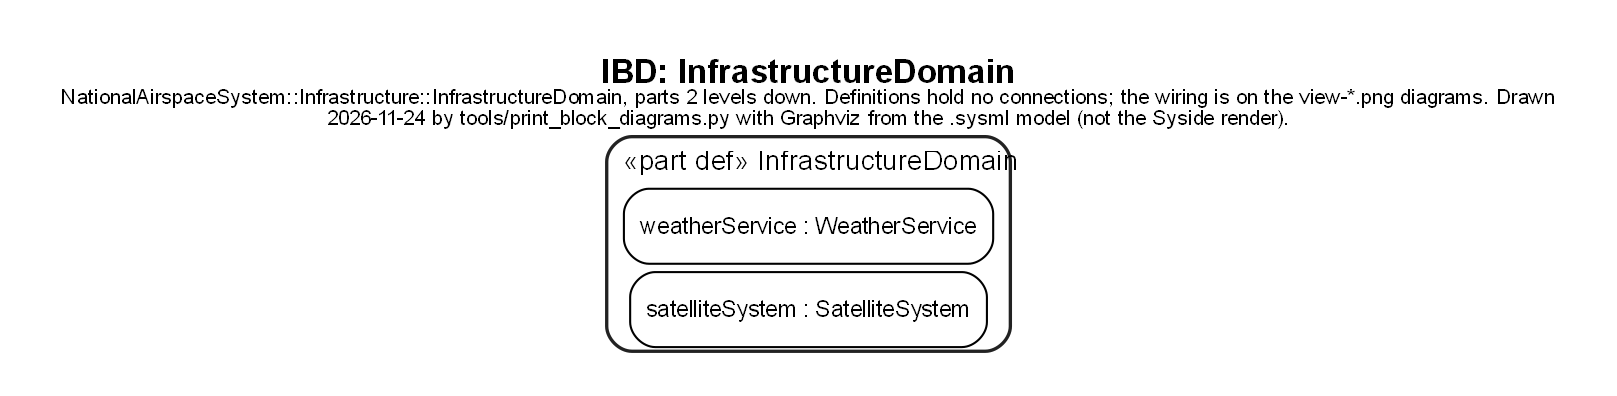 IBD: InfrastructureDomain
NationalAirspaceSystem::Infrastructure::InfrastructureDomain, parts 2 levels down. Definitions hold no connections; the wiring is on the view-*.png diagrams. Drawn
2026-11-24 by tools/print_block_diagrams.py with Graphviz from the .sysml model (not the Syside render).
«part def» InfrastructureDomain
weatherService : WeatherService
satelliteSystem : SatelliteSystem